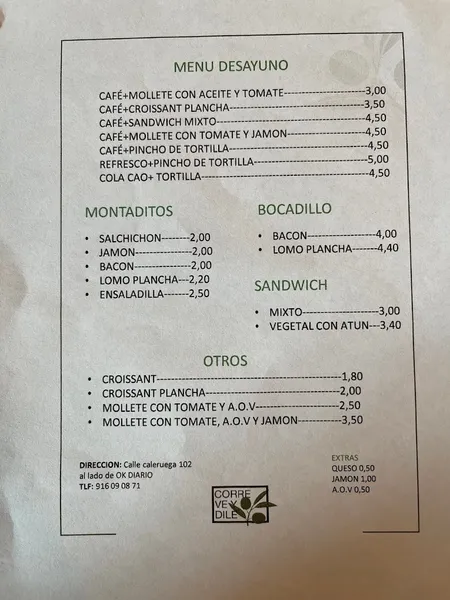 MENU DESAYUNO
CAFÉ+MOLLETE CON ACEITE Y TOMATE--------------------3,00
CAFÉ+CROISSANT PLANCHA----------------------------------3,50
CAFÉ+SANDWICH MIXTO-------------------------------------4,50
CAFÉ+MOLLETE CON TOMATE Y JAMON-------------------4,50
CAFÉ+PINCHO DE TORTILLA----------------------------------4,50
REFRESCO+PINCHO DE TORTILLA----------------------------5,00
COLA CAO+ TORTILLA-----------------------------------------4,50
MONTADITOS
• SALCHICHON--------2,00
• JAMON--------------2,00
• BACON--------------2,00
• LOMO PLANCHA---2,20
• ENSALADILLA-------2,50
BOCADILLO
• BACON-----------------4,00
• LOMO PLANCHA-------4,40
SANDWICH
• MIXTO-------------------3,00
• VEGETAL CON ATUN---3,40
OTROS
• CROISSANT----------------------------------------------1,80
• CROISSANT PLANCHA----------------------------------2,00
• MOLLETE CON TOMATE Y A.O.V---------------------2,50
• MOLLETE CON TOMATE, A.O.V Y JAMON-----------3,50
DIRECCION: Calle caleruega 102
al lado de OK DIARIO
TLF: 916 09 08 71
EXTRAS
QUESO 0,50
JAMON 1,00
A.O.V 0,50
CORRE
VE Y
DILE